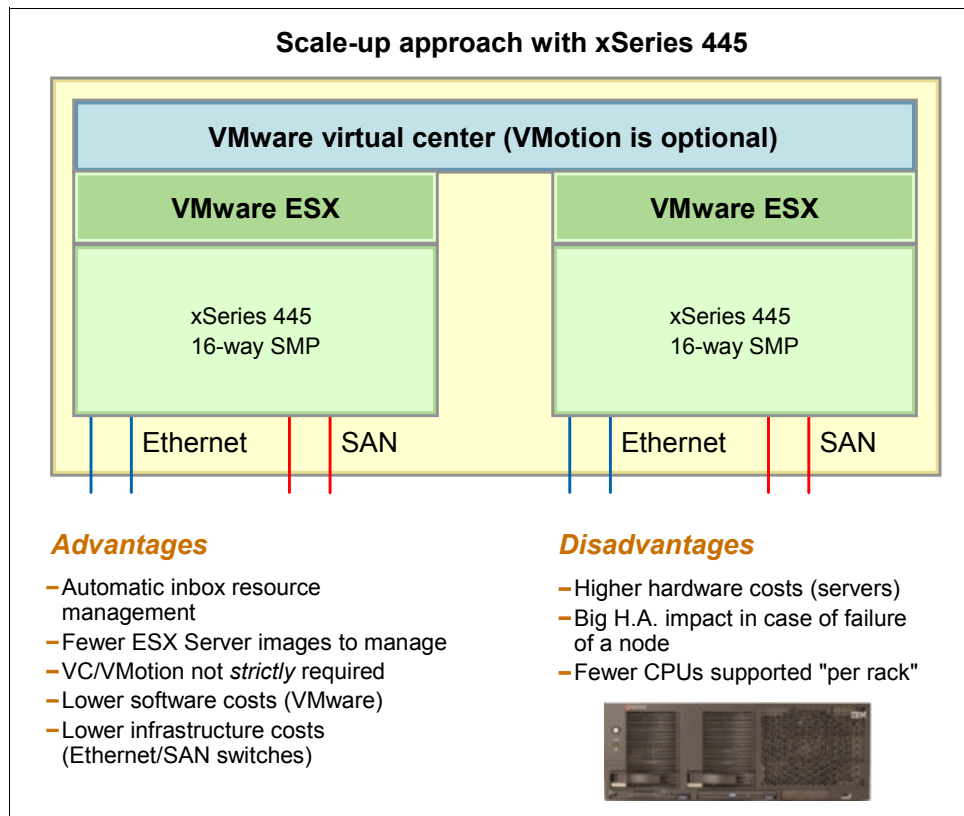 Scale-up approach with xSeries 445
VMware virtual center (VMotion is optional)
VMware ESX
VMware ESX
xSeries 445
16-way SMP
xSeries 445
16-way SMP
Ethernet
SAN
Ethernet
SAN
Advantages
–Automatic inbox resource
management
–Fewer ESX Server images to manage
–VC/VMotion not strictly required
–Lower software costs (VMware)
–Lower infrastructure costs
(Ethernet/SAN switches)
Disadvantages
–Higher hardware costs (servers)
–Big H.A. impact in case of failure
of a node
–Fewer CPUs supported "per rack"
IBM